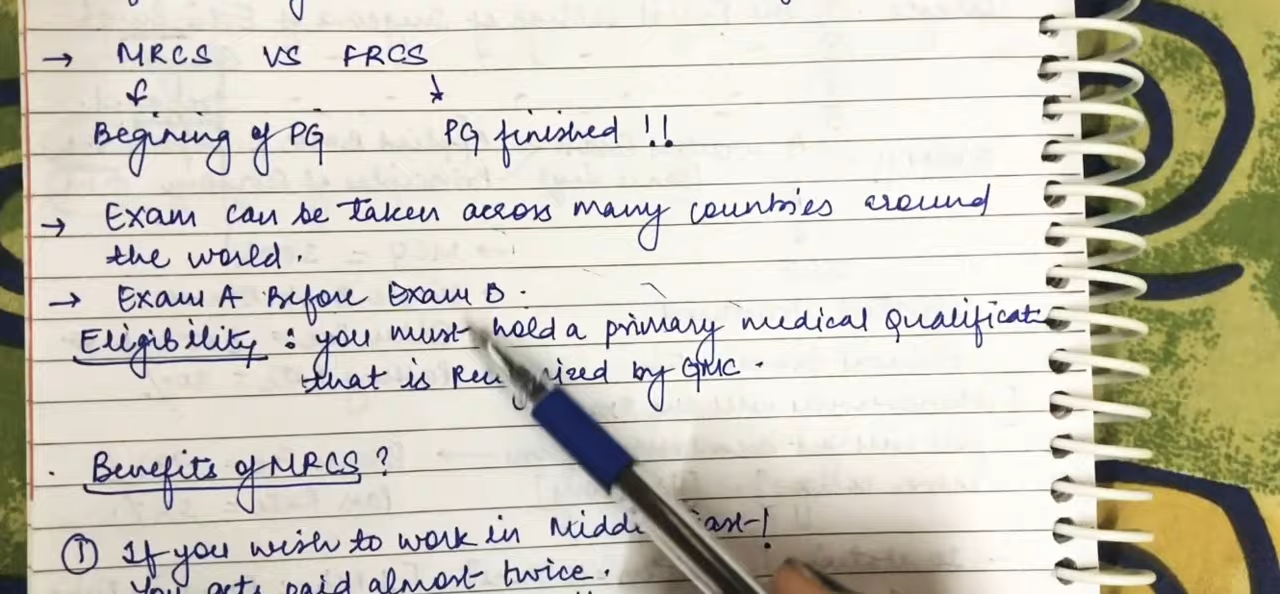 → MRCS VS FRCS
Begining of PG PG finished !!
→ Exam can be taken across many countries around
the world.
→ Exam A Before Exam B.
Eligibility : you must hold a primary medical Qualificat
that is Recognized by GMC.
. Benefits of MRCS ?
① If you wish to work in Middle East !
You gets paid almost twice.